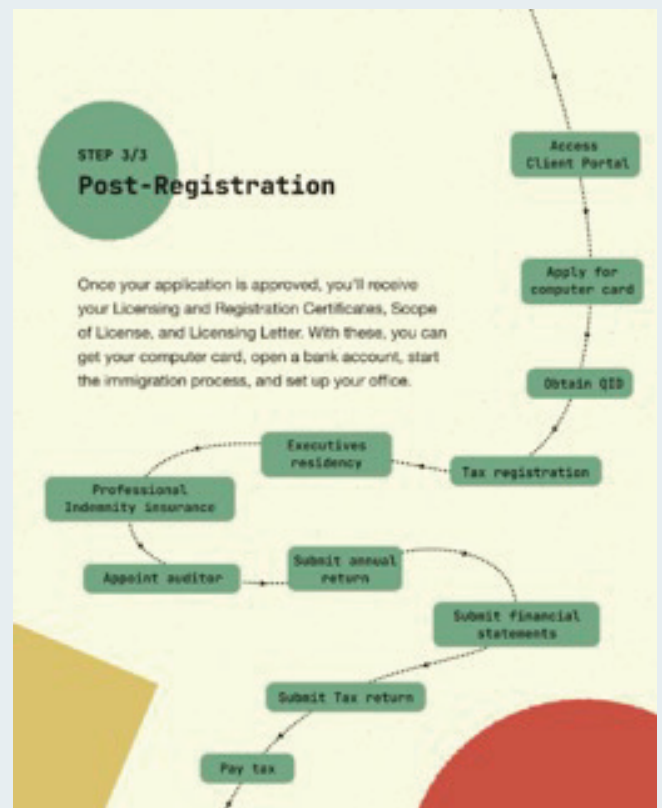 STEP 3/3
Post-Registration
Once your application is approved, you'll receive
your Licensing and Registration Certificates, Scope
of License, and Licensing Letter. With these, you can
get your computer card, open a bank account, start
the immigration process, and set up your office.
Access
Client Portal
Apply for
computer card
Obtain QID
Tax registration
Executives
residency
Professional
Indemnity insurance
Appoint auditor
Submit annual
return
Submit financial
statements
Submit Tax return
Pay tax